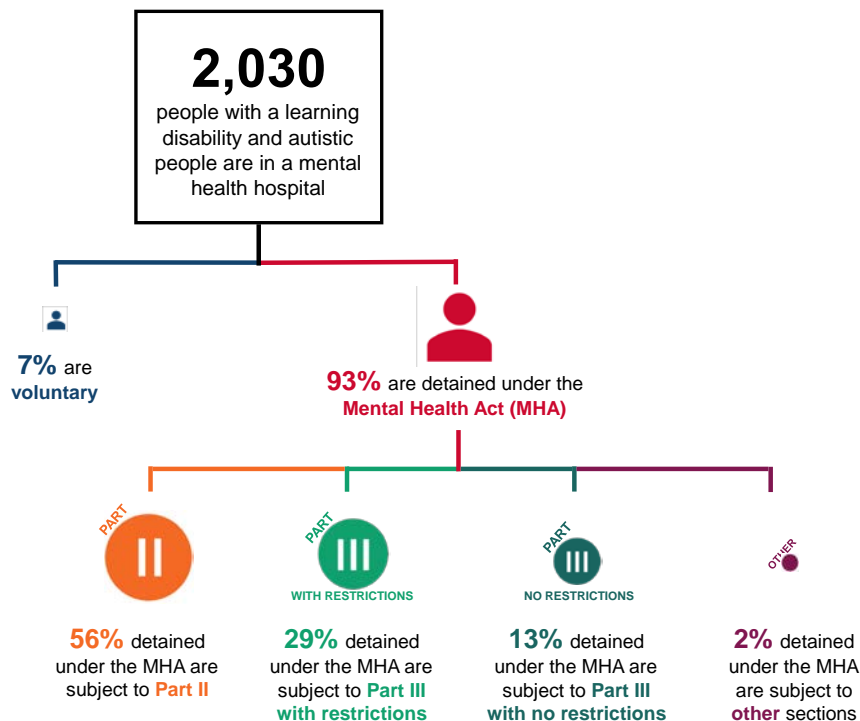 2,030
people with a learning
disability and autistic
people are in a mental
health hospital
7% are
voluntary
93% are detained under the
Mental Health Act (MHA)
PART
II
56% detained
under the MHA are
subject to Part II
PART
III
WITH RESTRICTIONS
29% detained
under the MHA are
subject to Part III
with restrictions
PART
III
NO RESTRICTIONS
13% detained
under the MHA are
subject to Part III
with no restrictions
OTHER
2% detained
under the MHA
are subject to
other sections